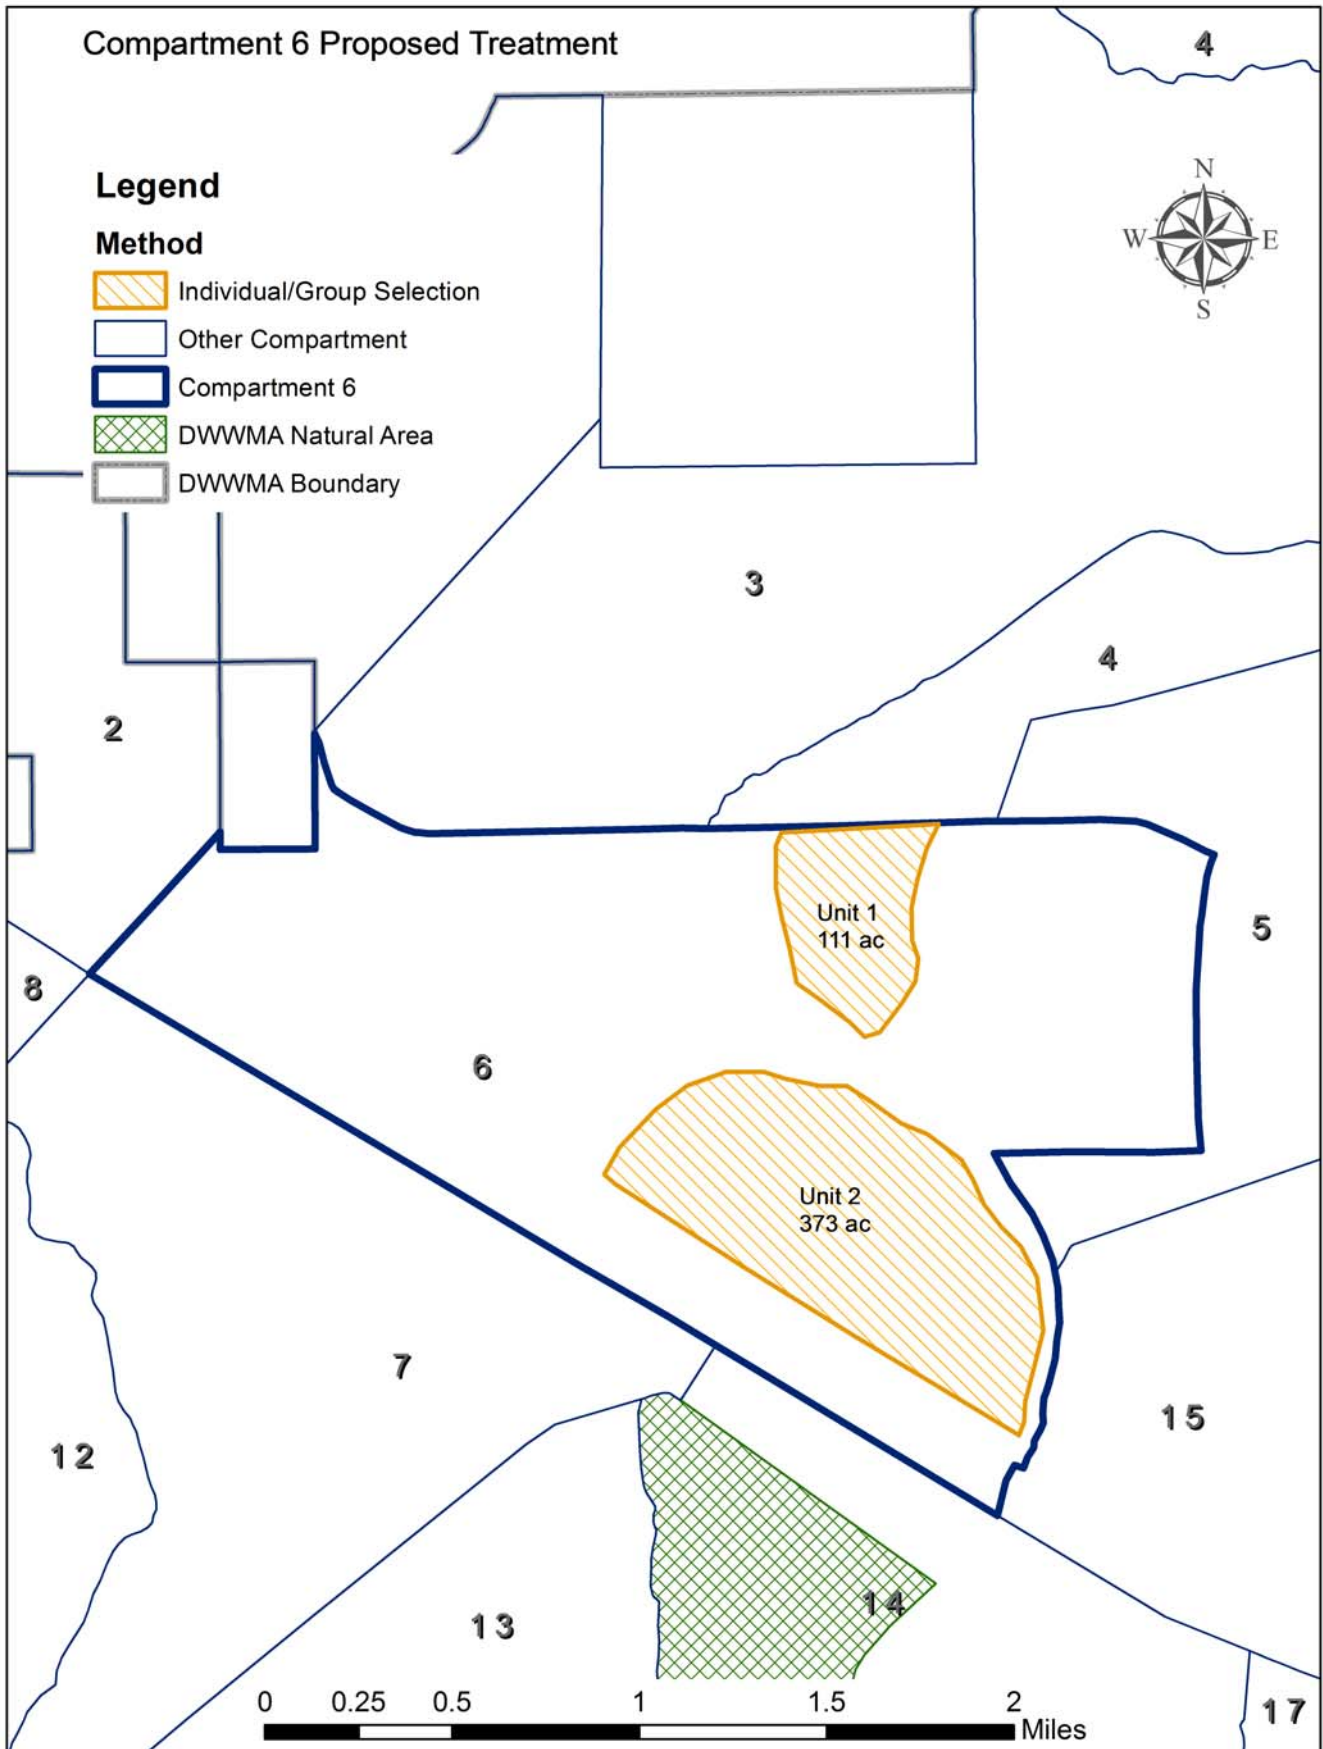 Compartment 6 Proposed Treatment
4
Legend
Method
Individual/Group Selection
Other Compartment
Compartment 6
DWWMA Natural Area
DWWMA Boundary
N
W
E
S
3
4
2
Unit 1
111 ac
5
8
6
Unit 2
373 ac
7
15
12
14
13
0 0.25 0.5 1 1.5 2
Miles
17